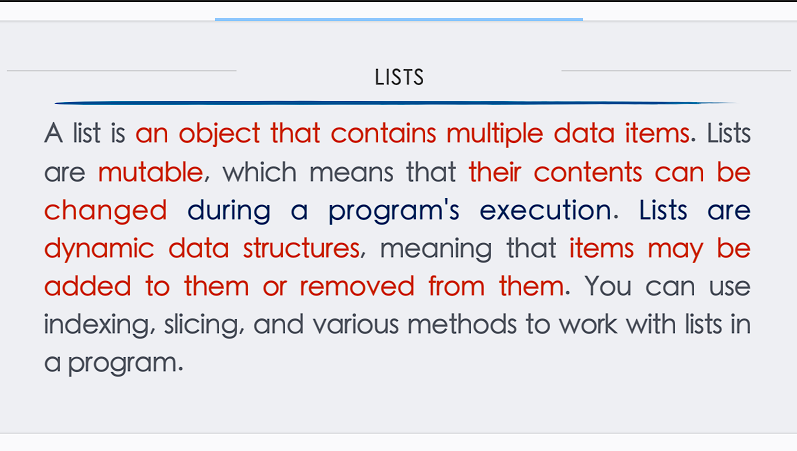 LISTS
A list is an object that contains multiple data items. Lists
are mutable, which means that their contents can be
changed during a program's execution. Lists are
dynamic data structures, meaning that items may be
added to them or removed from them. You can use
indexing, slicing, and various methods to work with lists in
a program.